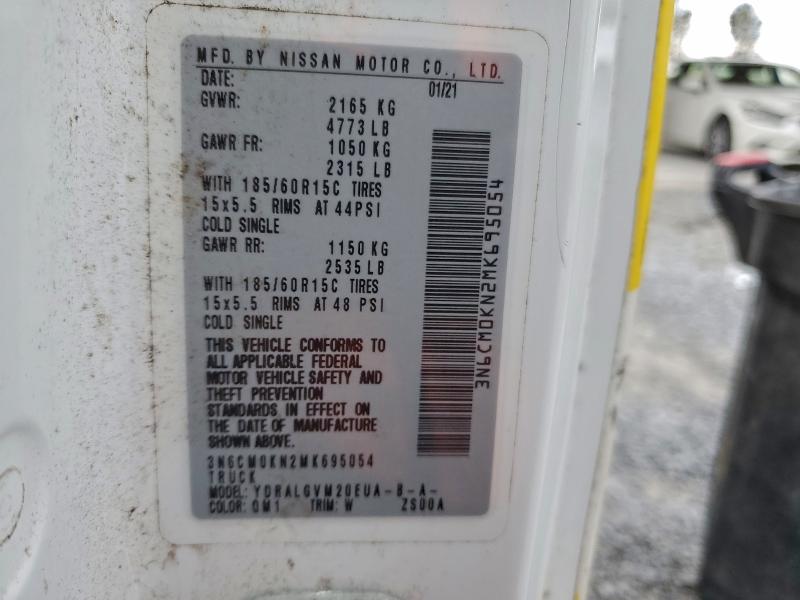 MFD. BY NISSAN MOTOR CO., LTD.
DATE: 01/21
GVWR: 2165 KG
4773 LB
GAWR FR: 1050 KG
2315 LB
WITH 185/60R15C TIRES
15x5.5 RIMS AT 44PSI
COLD SINGLE
GAWR RR: 1150 KG
2535 LB
WITH 185/60R15C TIRES
15x5.5 RIMS AT 48 PSI
COLD SINGLE
THIS VEHICLE CONFORMS TO
ALL APPLICABLE FEDERAL
MOTOR VEHICLE SAFETY AND
THEFT PREVENTION
STANDARDS IN EFFECT ON
THE DATE OF MANUFACTURE
SHOWN ABOVE.
3N6CM0KN2MK695054
TRUCK
MODEL: YDRALGVM20EUA-B-A-
COLOR: QM1 TRIM: W ZS00A
3N6CM0KN2MK695054